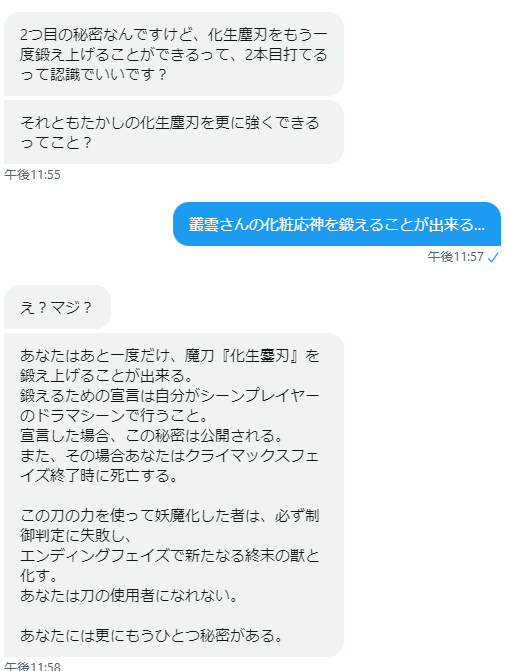 2つ目の秘密なんですけど、化生塵刃をもう一
度鍛え上げることができるって、2本目打てる
って認識でいいです？
それともたかしの化生塵刃を更に強くできる
ってこと？
午後11:55
叢雲さんの化粧応神を鍛えることが出来る...
午後11:57
え？マジ？
あなたはあと一度だけ、魔刀『化生鏖刃』を
鍛え上げることが出来る。
鍛えるための宣言は自分がシーンプレイヤー
のドラマシーンで行うこと。
宣言した場合、この秘密は公開される。
また、その場合あなたはクライマックスフェ
イズ終了時に死亡する。
この刀の力を使って妖魔化した者は、必ず制
御判定に失敗し、
エンディングフェイズで新たなる終末の獣と
化す。
あなたは刀の使用者になれない。
あなたには更にもうひとつ秘密がある。
午後11:58